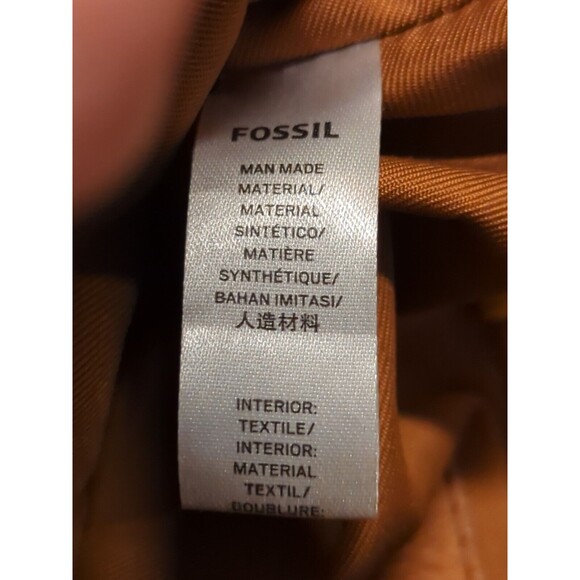 FOSSIL
MAN MADE
MATERIAL/
MATERIAL
SINTÉTICO/
MATIÈRE
SYNTHÉTIQUE/
BAHAN IMITASI/
人造材料
INTERIOR:
TEXTILE/
INTERIOR:
MATERIAL
TEXTIL/
DOUBLURE: